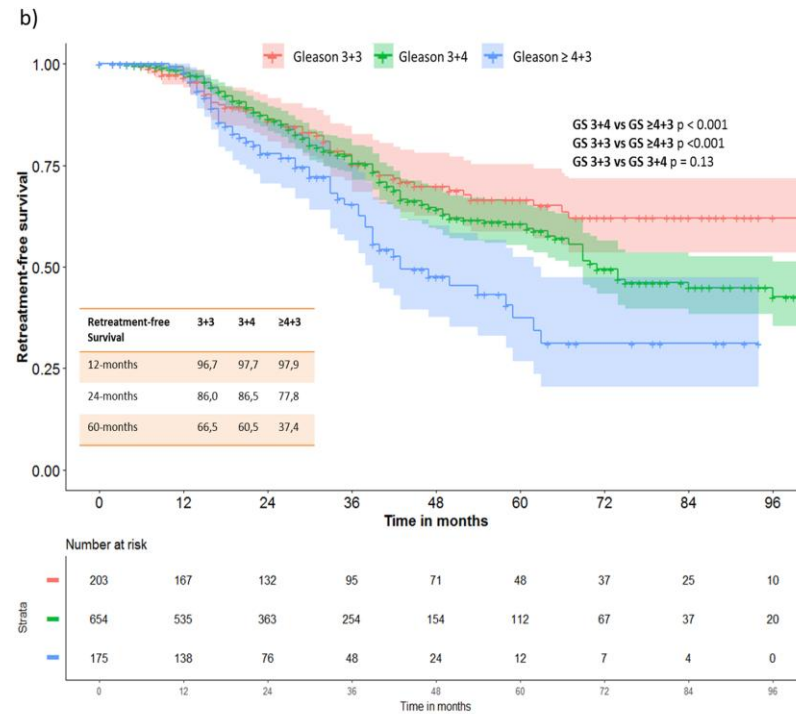 b)
Gleason 3+3 Gleason 3+4 Gleason ≥ 4+3
GS 3+4 vs GS ≥4+3 p < 0.001
GS 3+3 vs GS ≥4+3 p <0.001
GS 3+3 vs GS 3+4 p = 0.13
Retreatment-free survival
1.00
0.75
0.50
0.25
0.00
Retreatment-free Survival 3+3 3+4 ≥4+3
12-months 96,7 97,7 97,9
24-months 86,0 86,5 77,8
60-months 66,5 60,5 37,4
0 12 24 36 48 60 72 84 96
Time in months
Number at risk
Strata
203 167 132 95 71 48 37 25 10
654 535 363 254 154 112 67 37 20
175 138 76 48 24 12 7 4 0
0 12 24 36 48 60 72 84 96
Time in months